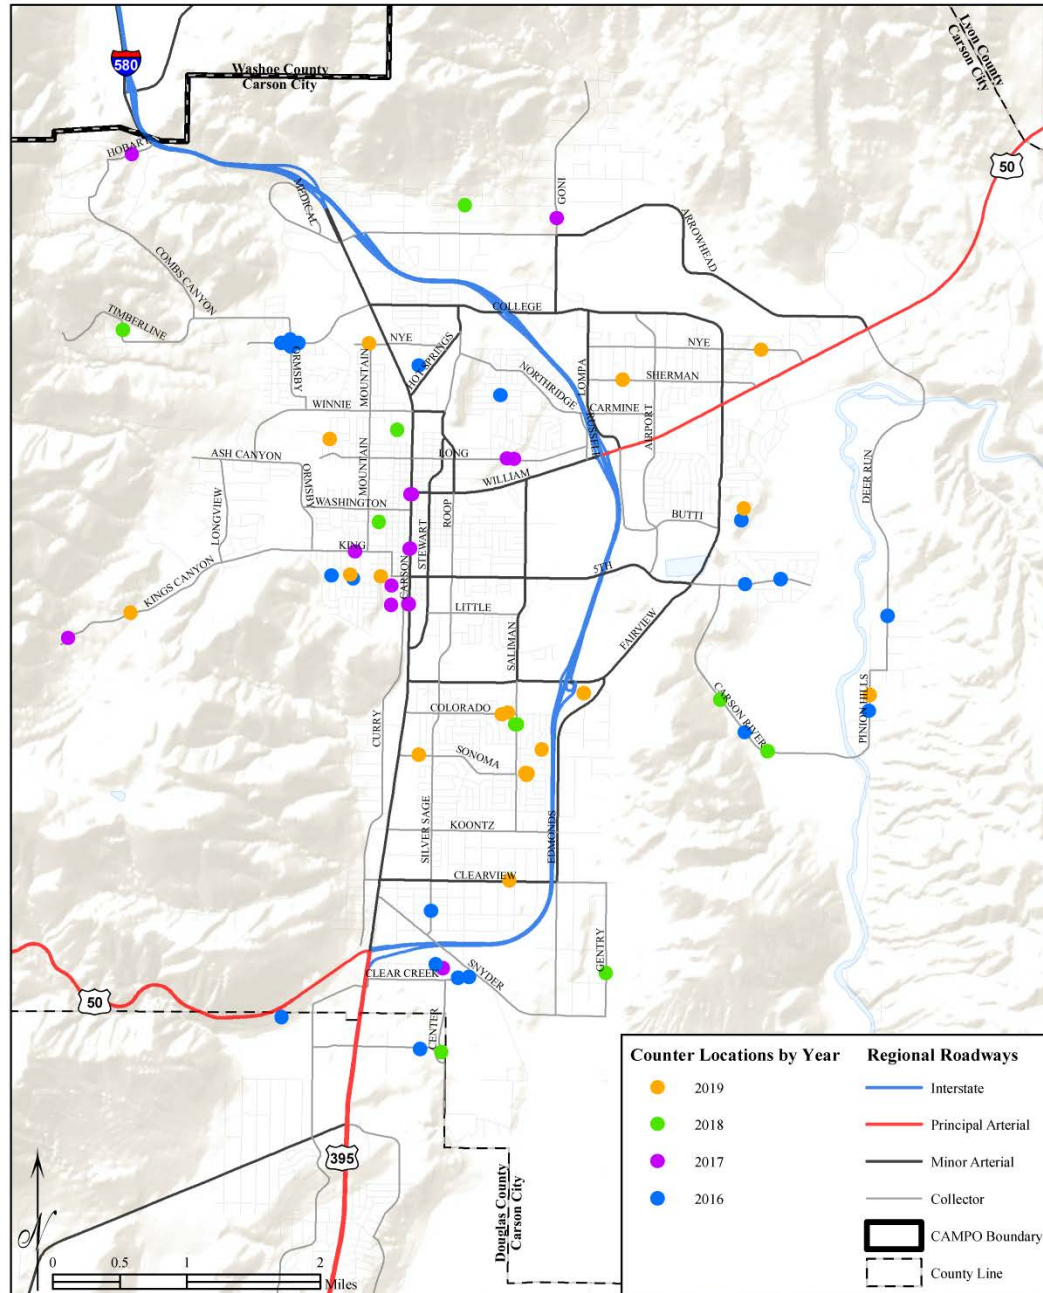 580
Washoe County
Carson City
Lyon County
Carson City
50
HOBART
MEDICAL
GONI
ARROWHEAD
COMBS CANYON
TIMBERLINE
COLLEGE
NYE
NYE
ORMSBY
MOUNTAIN
HOT SPRINGS
NORTHRIDGE
LOMPA
SHERMAN
WINNIE
CARMINE
AIRPORT
RUSSELL
ASH CANYON
MOUNTAIN
LONG
WILLIAM
DEER RUN
ORMSBY
LONGVIEW
WASHINGTON
ROOP
STEWART
BUTTI
KING
KINGS CANYON
CARSON
5TH
LITTLE
SALIMAN
FAIRVIEW
CARSON RIVER
PINION HILLS
COLORADO
CURRY
SONOMA
SILVER SAGE
KOONTZ
EDMONDS
CLEARVIEW
SNYDER
GENTRY
CLEAR CREEK
50
CENTER
395
Douglas County
Carson City
N
0 0.5 1 2
Miles
Counter Locations by Year
2019
2018
2017
2016
Regional Roadways
Interstate
Principal Arterial
Minor Arterial
Collector
CAMPO Boundary
County Line